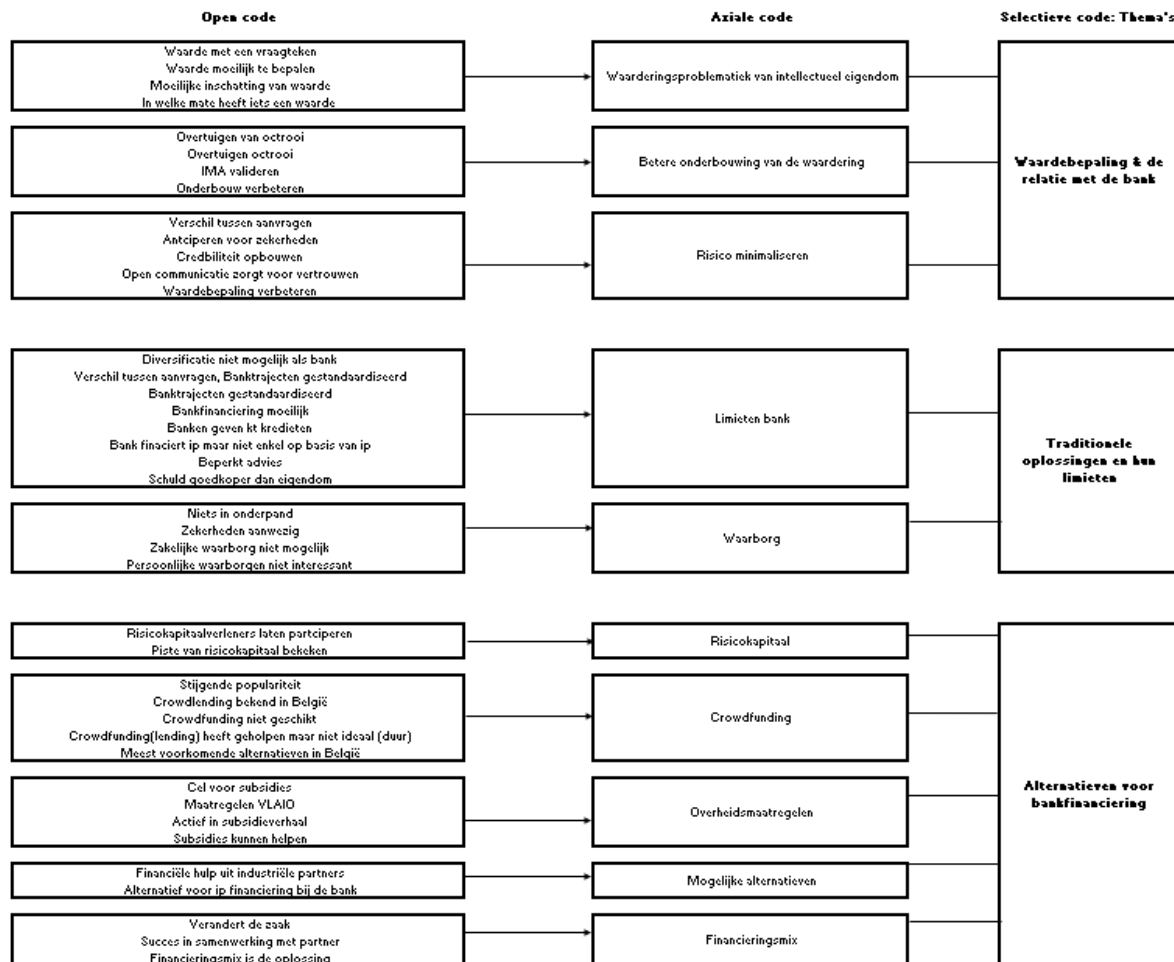 Open code
Axiale code
Selectieve code: Thema's
Waarde met een vraagteken
Waarde moeilijk te bepalen
Moeilijke inschatting van waarde
In welke mate heeft iets een waarde
Waarderingsproblematiek van intellectueel eigendom
Overtuigen van octrooi
Overtuigen octrooi
IMA valideren
Onderbouw verbeteren
Betere onderbouwing van de waardering
Verschil tussen aanvragen
Antciperen voor zekerheden
Credbiliteit opbouwen
Open communicatie zorgt voor vertrouwen
Waardebepaling verbeteren
Risico minimaliseren
Waardebepaling & de
relatie met de bank
Diversificatie niet mogelijk als bank
Verschil tussen aanvragen, Banktrajecten gestandaardiseerd
Banktrajecten gestandaardiseerd
Bankfinanciering moeilijk
Banken geven kt kredieten
Bank finaciert ip maar niet enkel op basis van ip
Beperkt advies
Schuld goedkoper dan eigendom
Limieten bank
Niets in onderpand
Zekerheden aanwezig
Zakelijke waarborg niet mogelijk
Persoonlijke waarborgen niet interessant
Waarborg
Traditionele
oplossingen en hun
limieten
Risicokapitaalverleners laten partciperen
Piste van risicokapitaal bekeken
Risicokapitaal
Stijgende populariteit
Crowdlending bekend in België
Crowdfunding niet geschikt
Crowdfunding(lending) heeft geholpen maar niet ideaal (duur)
Meest voorkomende alternatieven in België
Crowdfunding
Cel voor subsidies
Maatregelen VLAIO
Actief in subsidieverhaal
Subsidies kunnen helpen
Overheidsmaatregelen
Financiële hulp uit industriële partners
Alternatief voor ip financiering bij de bank
Mogelijke alternatieven
Verandert de zaak
Succes in samenwerking met partner
Financieringsmix is de oplossing
Financieringsmix
Alternatieven voor
bankfinanciering